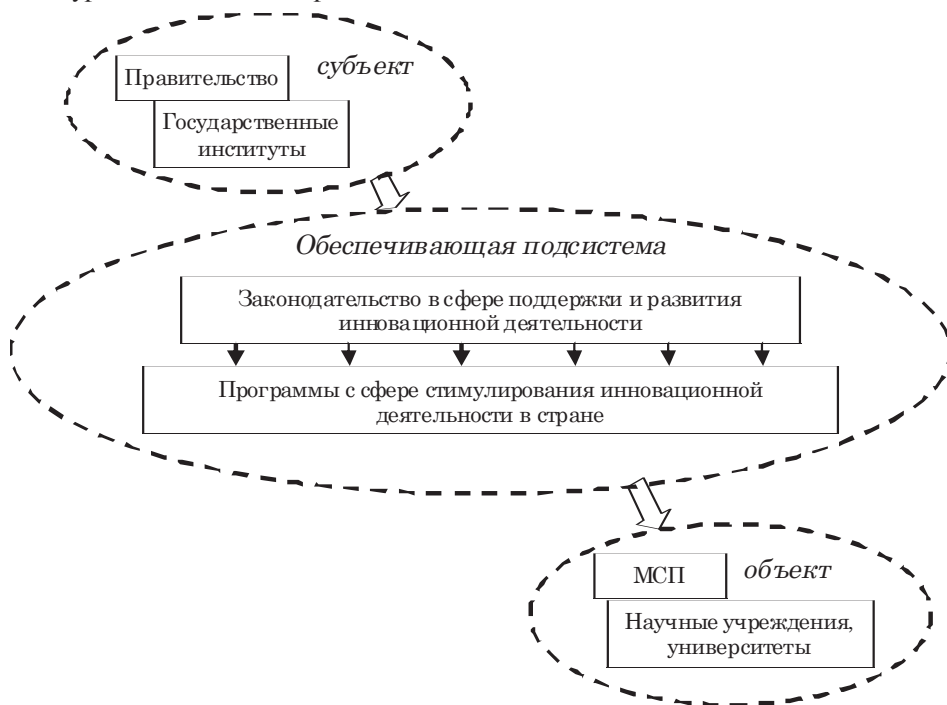 субъект
Правительство
Государственные
институты
Обеспечивающая подсистема
Законодательство в сфере поддержки и развития
инновационной деятельности
Программы с сфере стимулирования инновационной
деятельности в стране
МСП
объект
Научные учреждения,
университеты